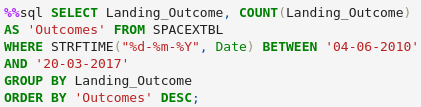 %%sql SELECT Landing_Outcome, COUNT(Landing_Outcome)
AS 'Outcomes' FROM SPACEXTBL
WHERE STRFTIME("%d-%m-%Y", Date) BETWEEN '04-06-2010'
AND '20-03-2017'
GROUP BY Landing_Outcome
ORDER BY 'Outcomes' DESC;